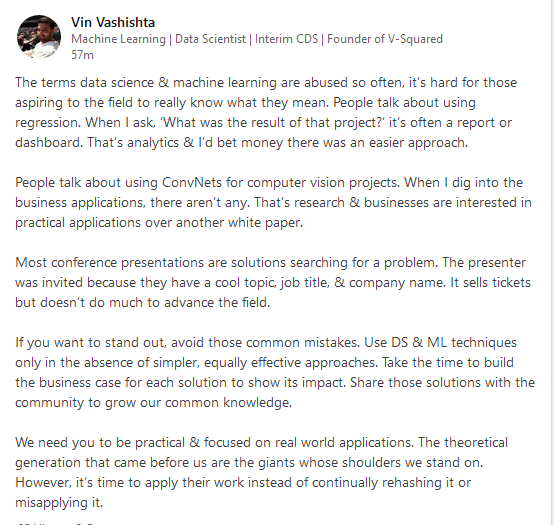 Vin Vashishta
Machine Learning | Data Scientist | Interim CDS | Founder of V-Squared
57m
The terms data science & machine learning are abused so often, it's hard for those
aspiring to the field to really know what they mean. People talk about using
regression. When I ask, 'What was the result of that project?' it's often a report or
dashboard. That's analytics & I'd bet money there was an easier approach.
People talk about using ConvNets for computer vision projects. When I dig into the
business applications, there aren't any. That's research & businesses are interested in
practical applications over another white paper.
Most conference presentations are solutions searching for a problem. The presenter
was invited because they have a cool topic, job title, & company name. It sells tickets
but doesn't do much to advance the field.
If you want to stand out, avoid those common mistakes. Use DS & ML techniques
only in the absence of simpler, equally effective approaches. Take the time to build
the business case for each solution to show its impact. Share those solutions with the
community to grow our common knowledge.
We need you to be practical & focused on real world applications. The theoretical
generation that came before us are the giants whose shoulders we stand on.
However, it's time to apply their work instead of continually rehashing it or
misapplying it.